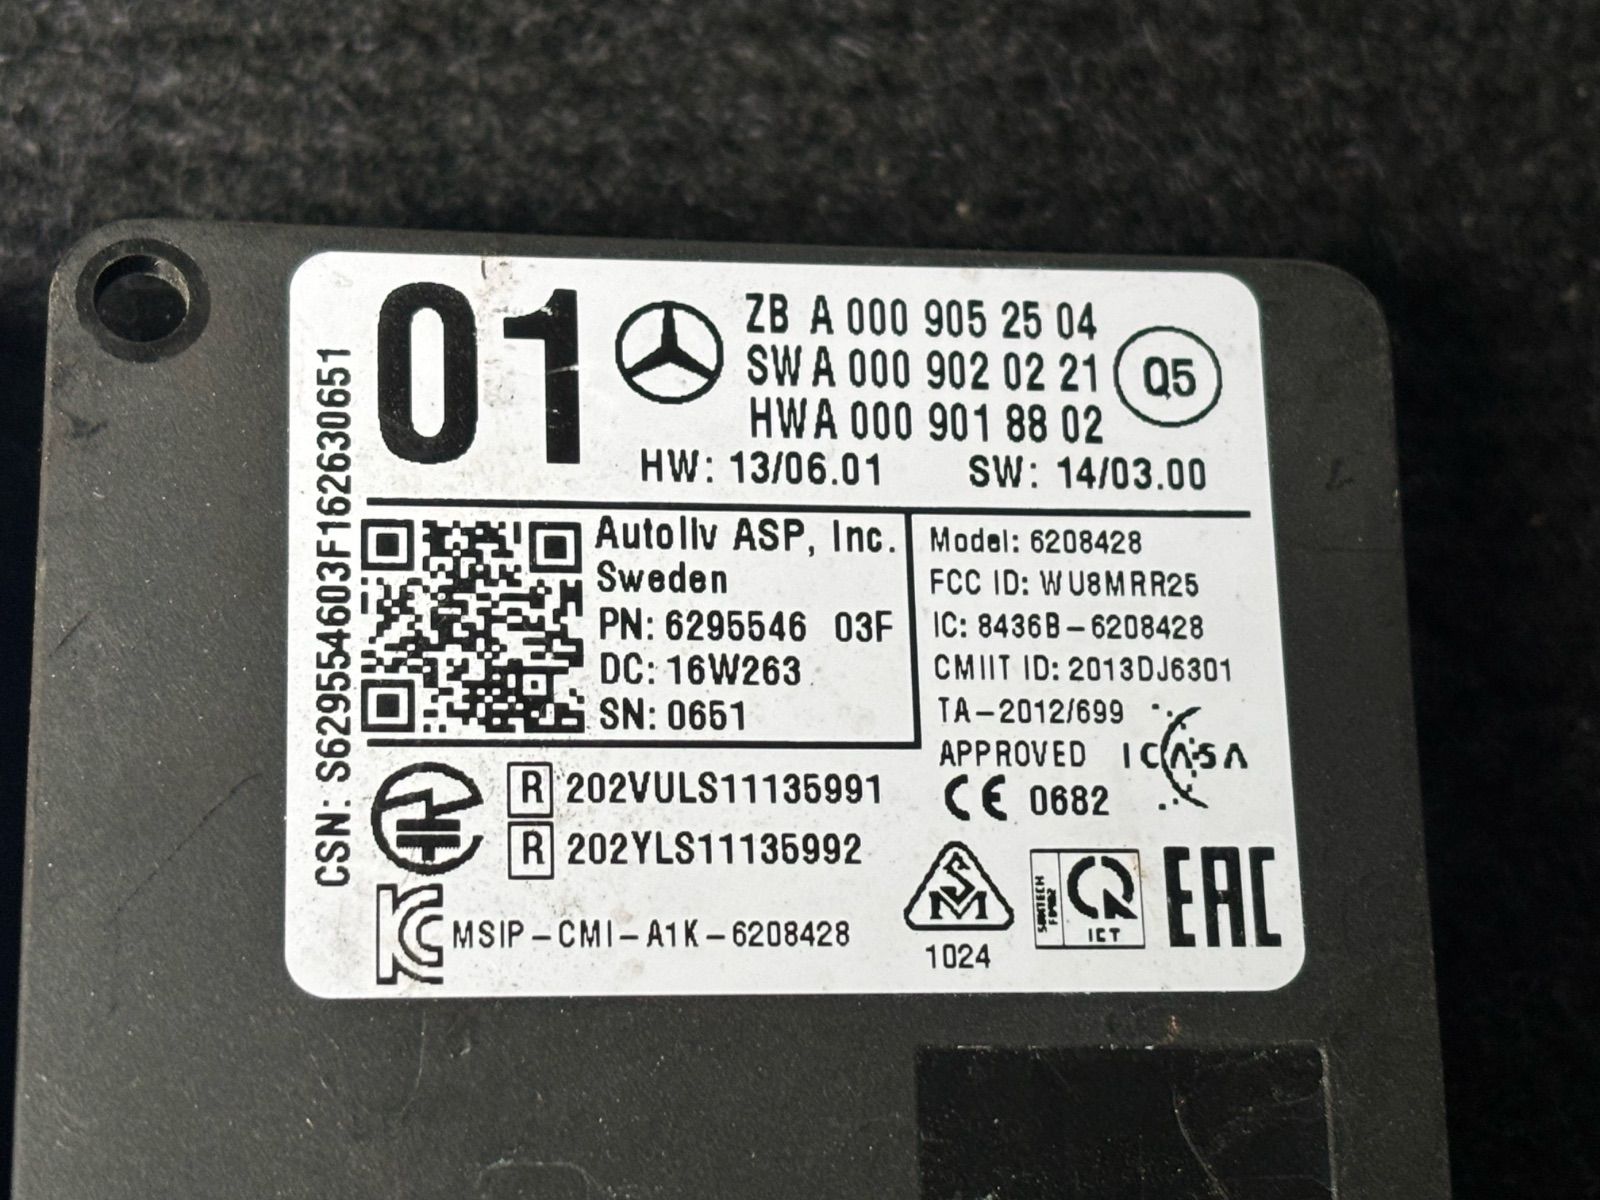 01
ZB A 000 905 25 04
SW A 000 902 02 21
HW A 000 901 88 02
Q5
HW: 13/06.01 SW: 14/03.00
CSN: S629554603F162630651
Autoliv ASP, Inc.
Sweden
PN: 6295546 03F
DC: 16W263
SN: 0651
Model: 6208428
FCC ID: WU8MRR25
IC: 8436B-6208428
CMIIT ID: 2013DJ6301
TA-2012/699
APPROVED ICASA
CE 0682
R 202VULS11135991
R 202YLS11135992
KC MSIP-CMI-A1K-6208428
SM
1024
ICT
EAC